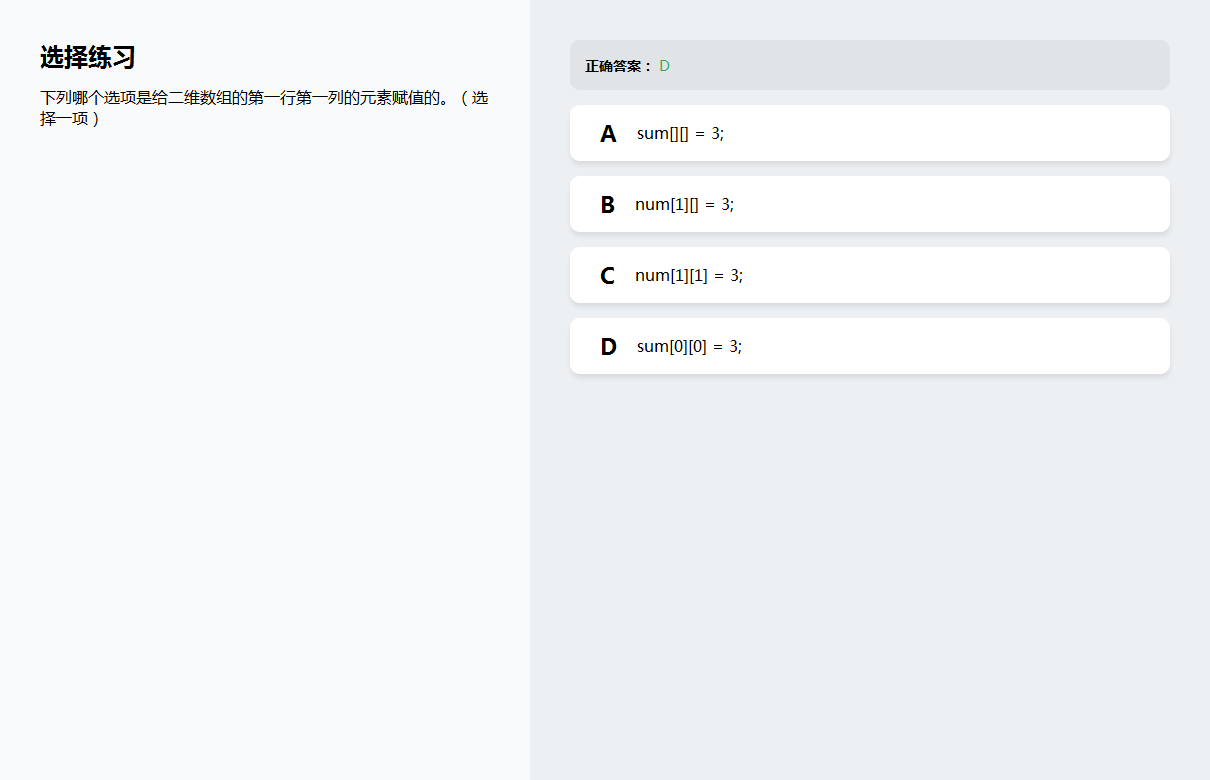 选择练习
下列哪个选项是给二维数组的第一行第一列的元素赋值的。（选
择一项）
正确答案： D
A sum[][] = 3;
B num[1][] = 3;
C num[1][1] = 3;
D sum[0][0] = 3;